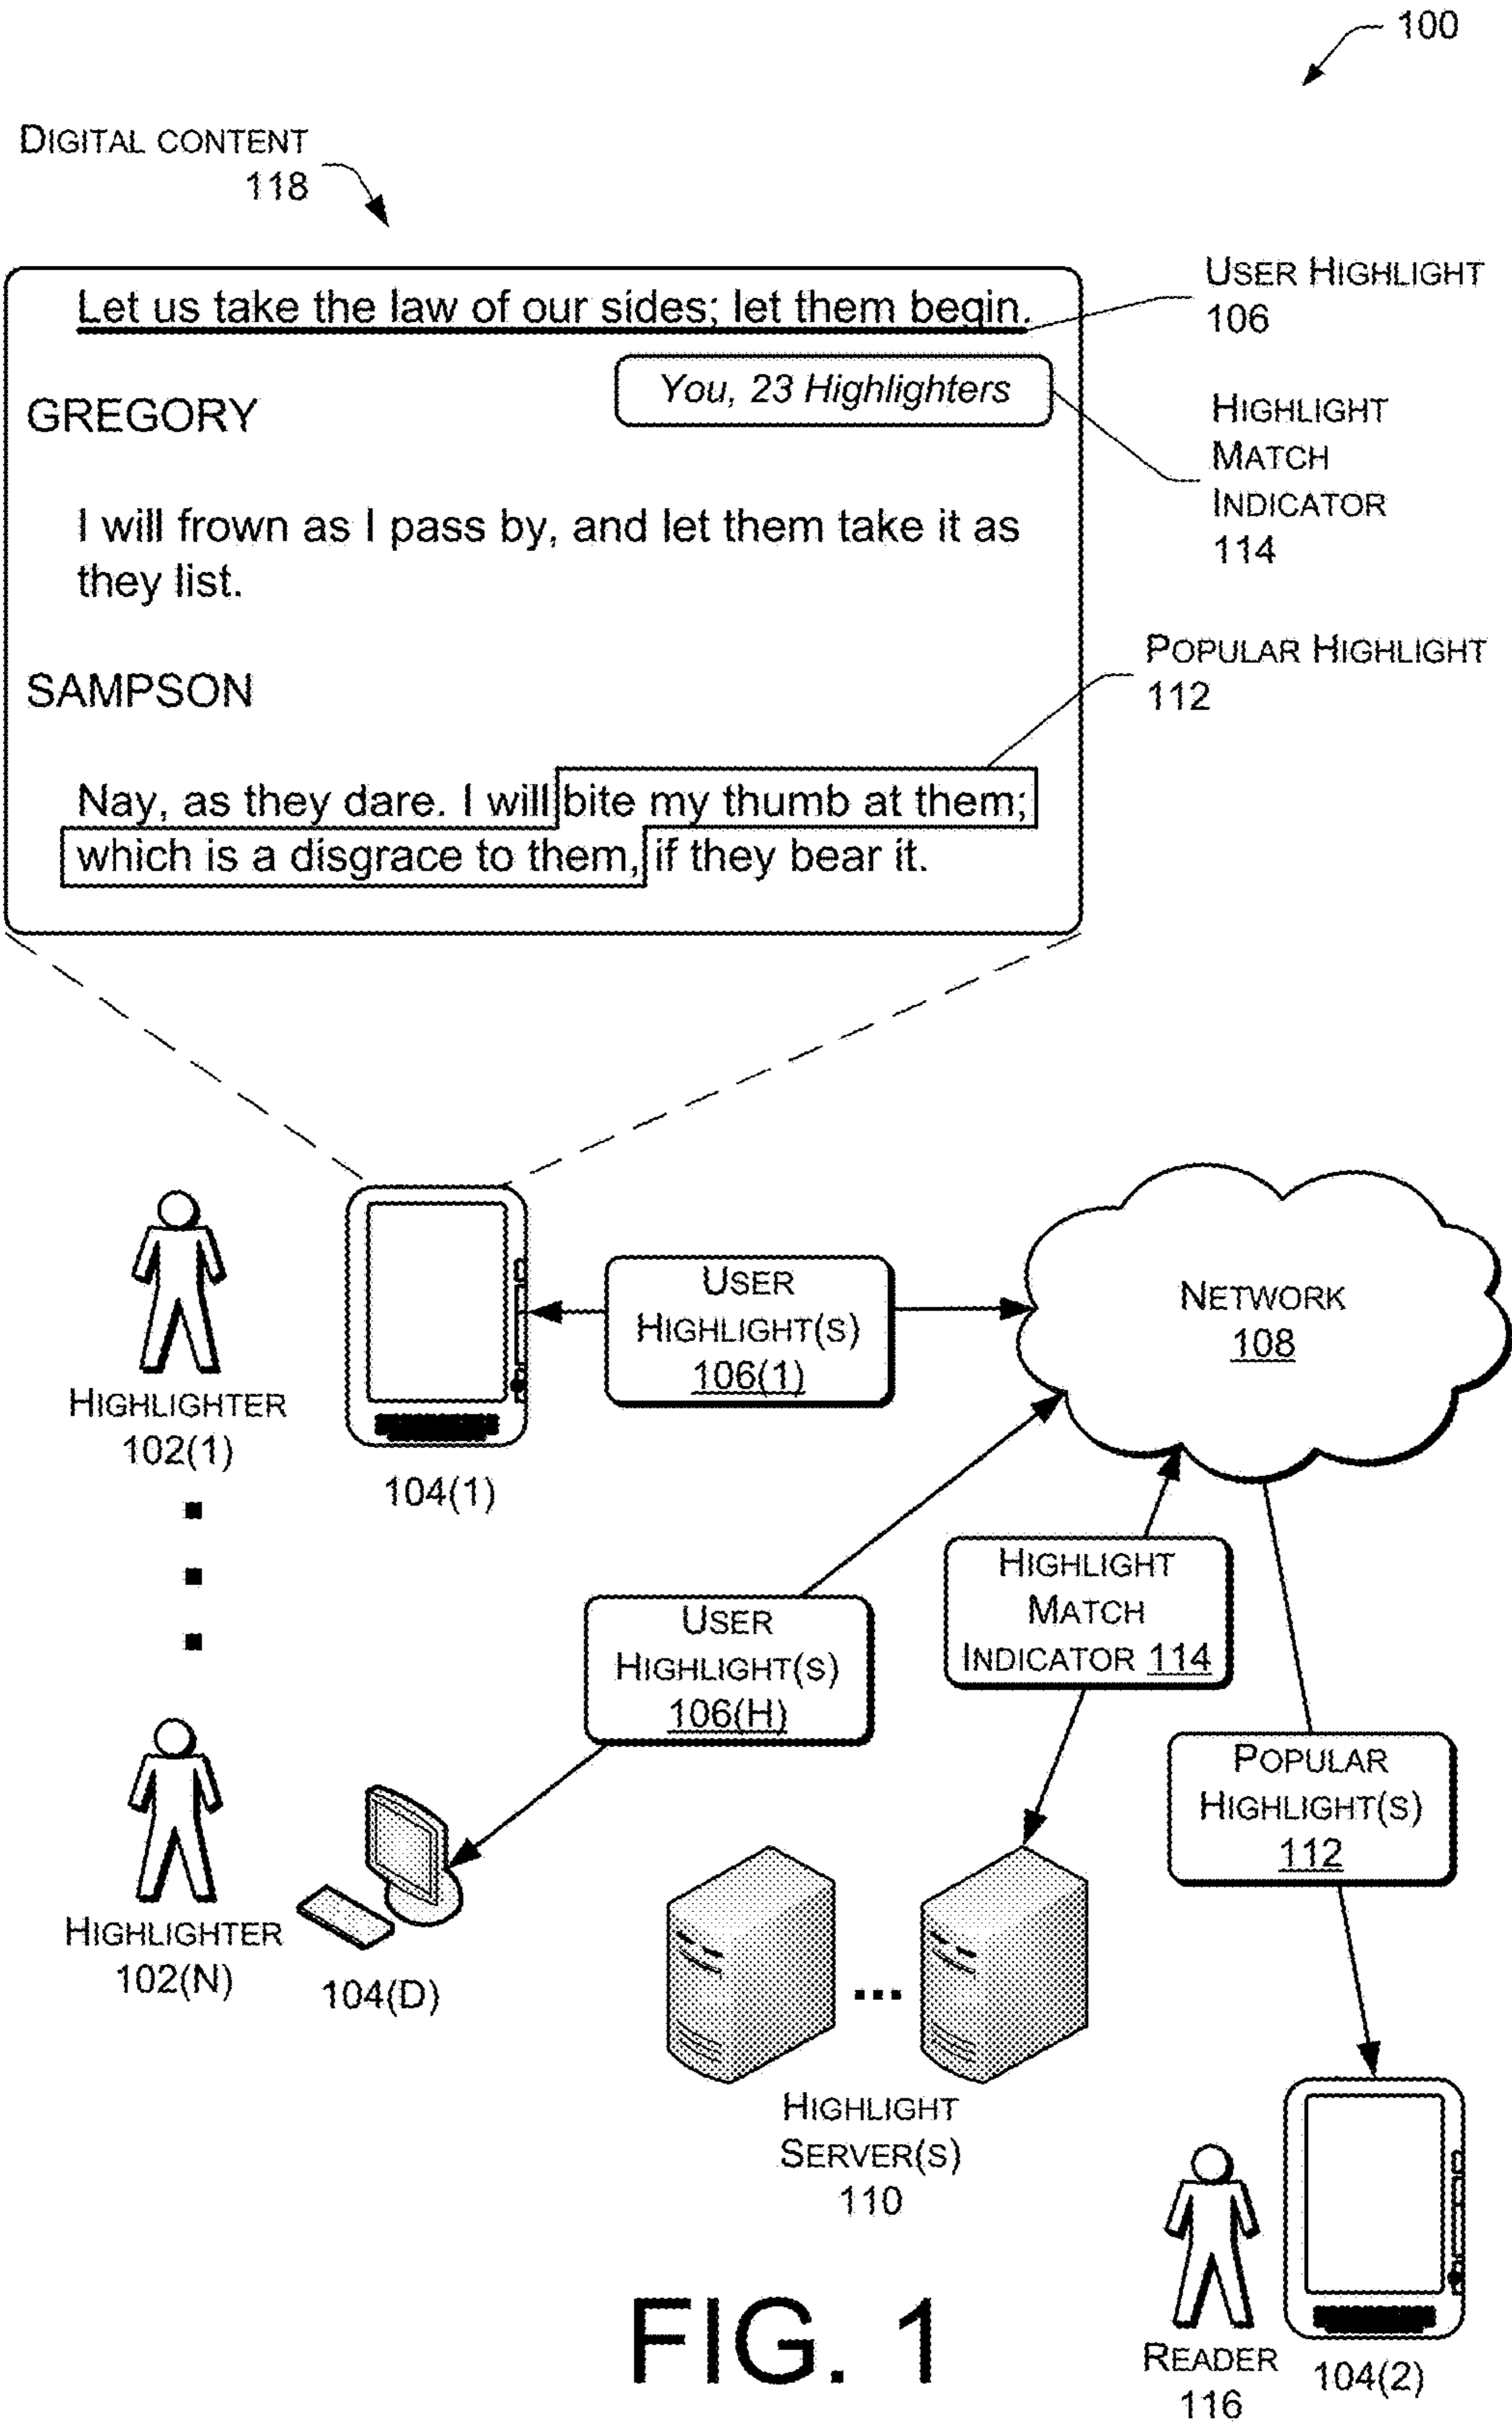 100
DIGITAL CONTENT
118
Let us take the law of our sides; let them begin.
USER HIGHLIGHT
106
You, 23 Highlighters
HIGHLIGHT
MATCH
INDICATOR
114
GREGORY
I will frown as I pass by, and let them take it as
they list.
POPULAR HIGHLIGHT
112
SAMPSON
Nay, as they dare. I will bite my thumb at them;
which is a disgrace to them, if they bear it.
USER
HIGHLIGHT(S)
106(1)
NETWORK
108
HIGHLIGHTER
102(1)
104(1)
HIGHLIGHT
MATCH
INDICATOR 114
USER
HIGHLIGHT(S)
106(H)
POPULAR
HIGHLIGHT(S)
112
HIGHLIGHTER
102(N)
104(D)
...
HIGHLIGHT
SERVER(S)
110
READER
116
104(2)
FIG. 1